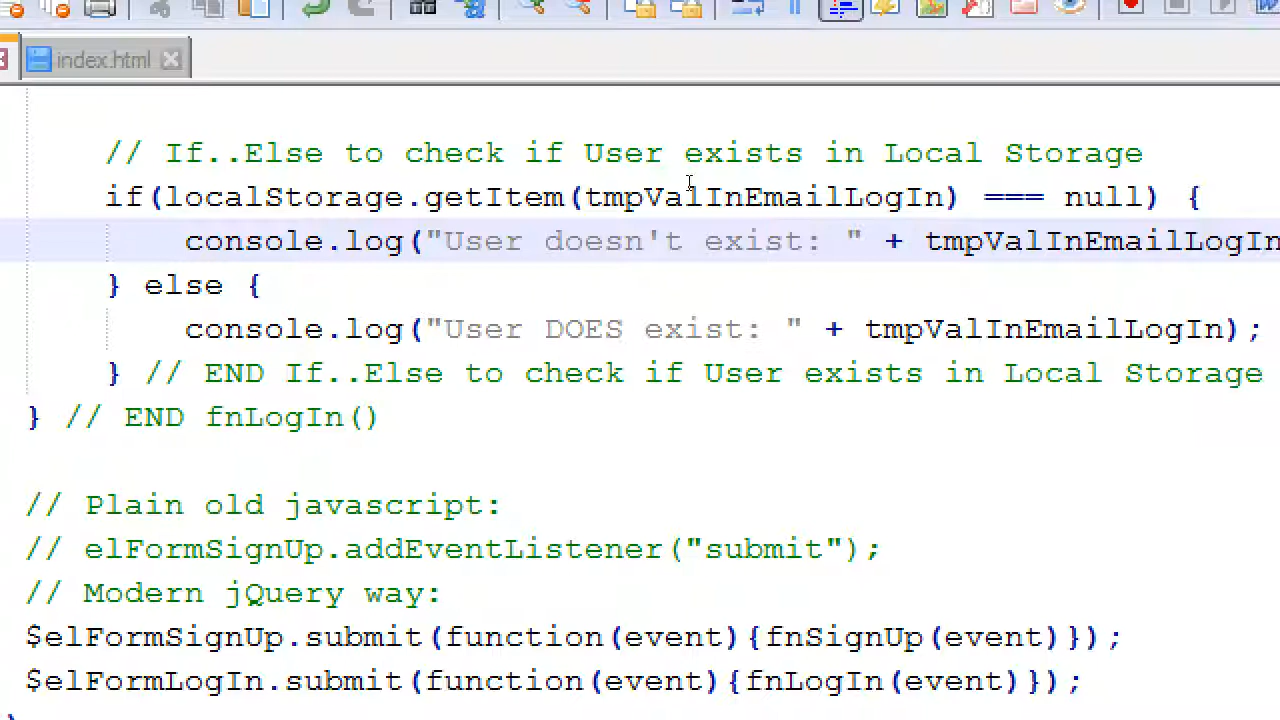 index.html
// If..Else to check if User exists in Local Storage
if(localStorage.getItem(tmpValInEmailLogIn) === null) {
console.log("User doesn't exist: " + tmpValInEmailLogIn
} else {
console.log("User DOES exist: " + tmpValInEmailLogIn);
} // END If..Else to check if User exists in Local Storage
} // END fnLogIn()
// Plain old javascript:
// elFormSignUp.addEventListener("submit");
// Modern jQuery way:
$elFormSignUp.submit(function(event){fnSignUp(event)});
$elFormLogIn.submit(function(event){fnLogIn(event)});